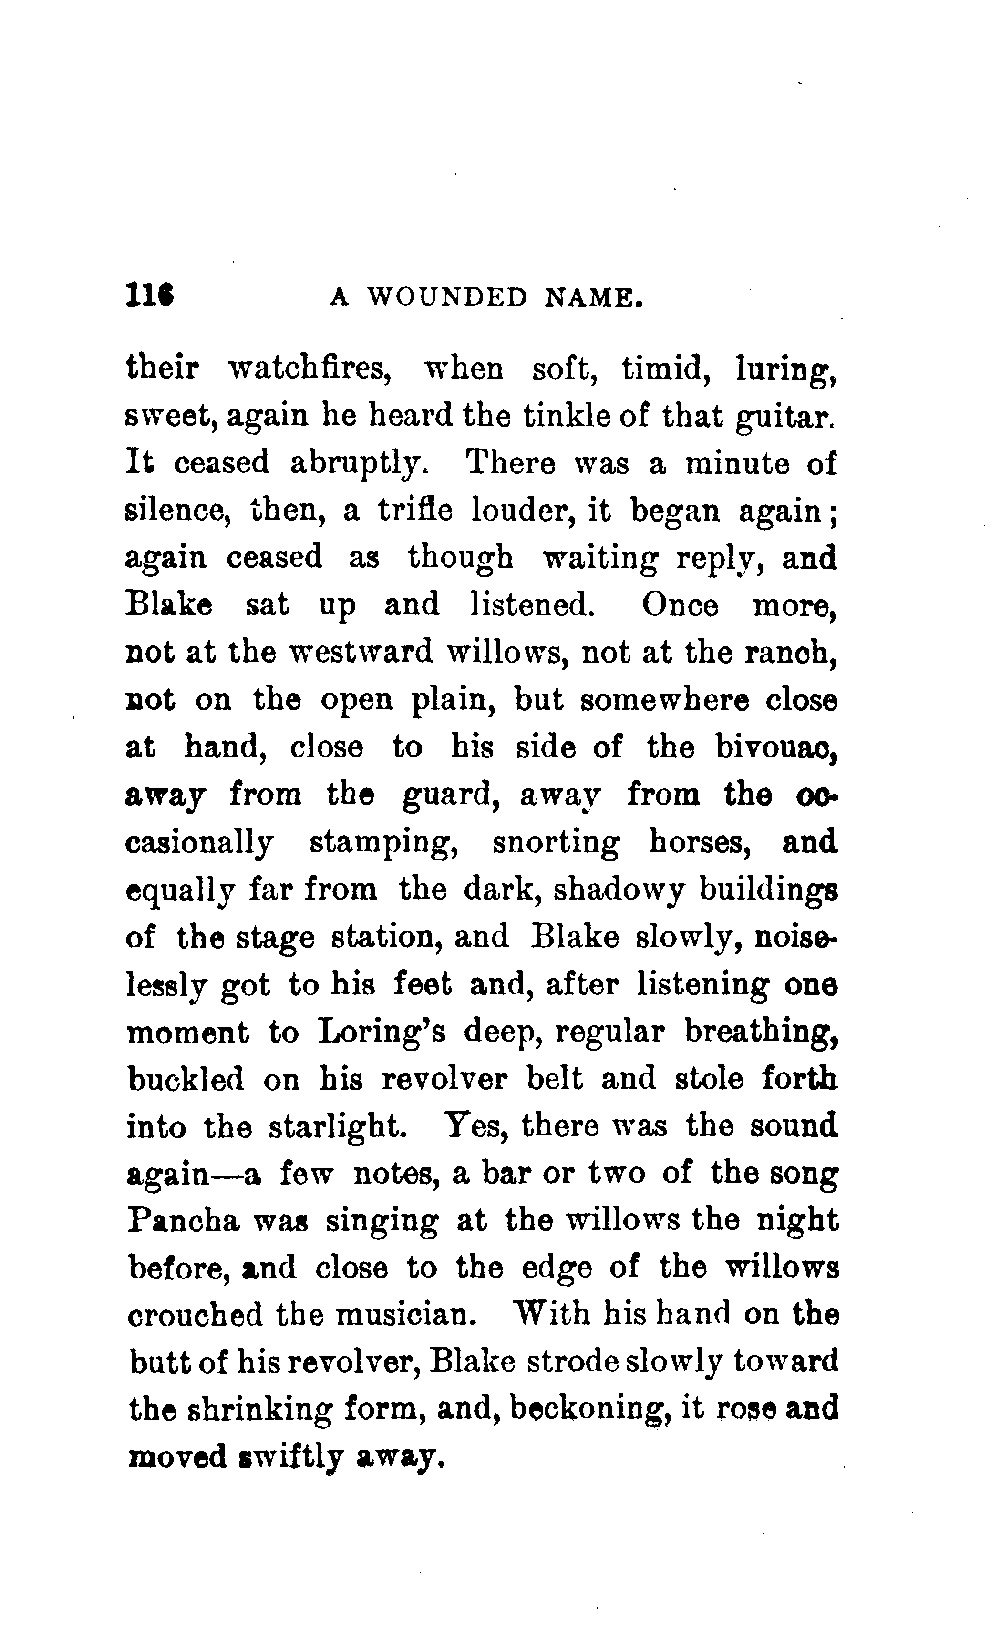 116 A WOUNDED NAME.
their watchfires, when soft, timid, luring,
sweet, again he heard the tinkle of that guitar.
It ceased abruptly. There was a minute of
silence, then, a trifle louder, it began again;
again ceased as though waiting reply, and
Blake sat up and listened. Once more,
not at the westward willows, not at the ranch,
not on the open plain, but somewhere close
at hand, close to his side of the bivouac,
away from the guard, away from the oc-
casionally stamping, snorting horses, and
equally far from the dark, shadowy buildings
of the stage station, and Blake slowly, noise-
lessly got to his feet and, after listening one
moment to Loring's deep, regular breathing,
buckled on his revolver belt and stole forth
into the starlight. Yes, there was the sound
again—a few notes, a bar or two of the song
Pancha was singing at the willows the night
before, and close to the edge of the willows
crouched the musician. With his hand on the
butt of his revolver, Blake strode slowly toward
the shrinking form, and, beckoning, it rose and
moved swiftly away.